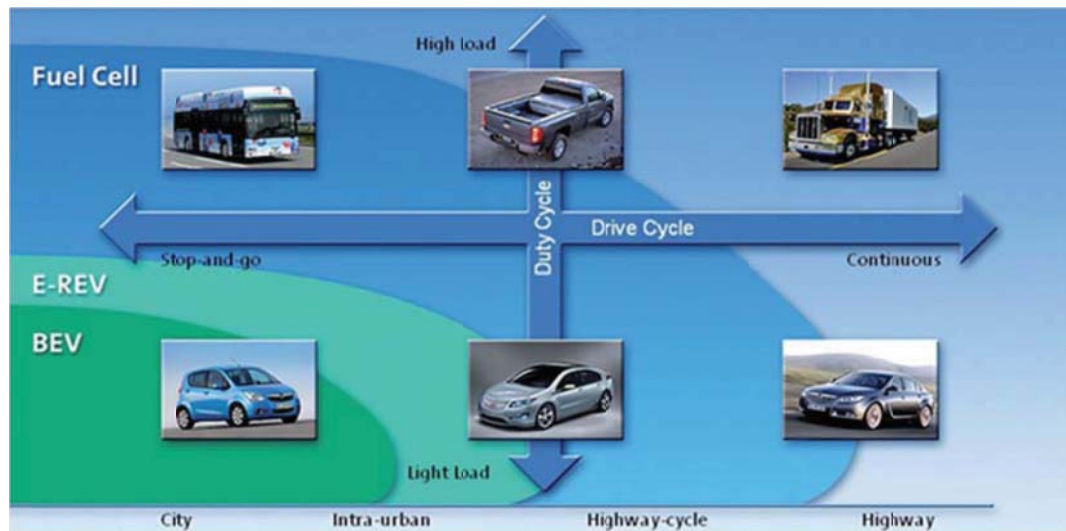 High load
Fuel Cell
Duty Cycle
Drive Cycle
Stop-and-go
Continuous
E-REV
BEV
Light Load
City
Intra-urban
Highway-cycle
Highway